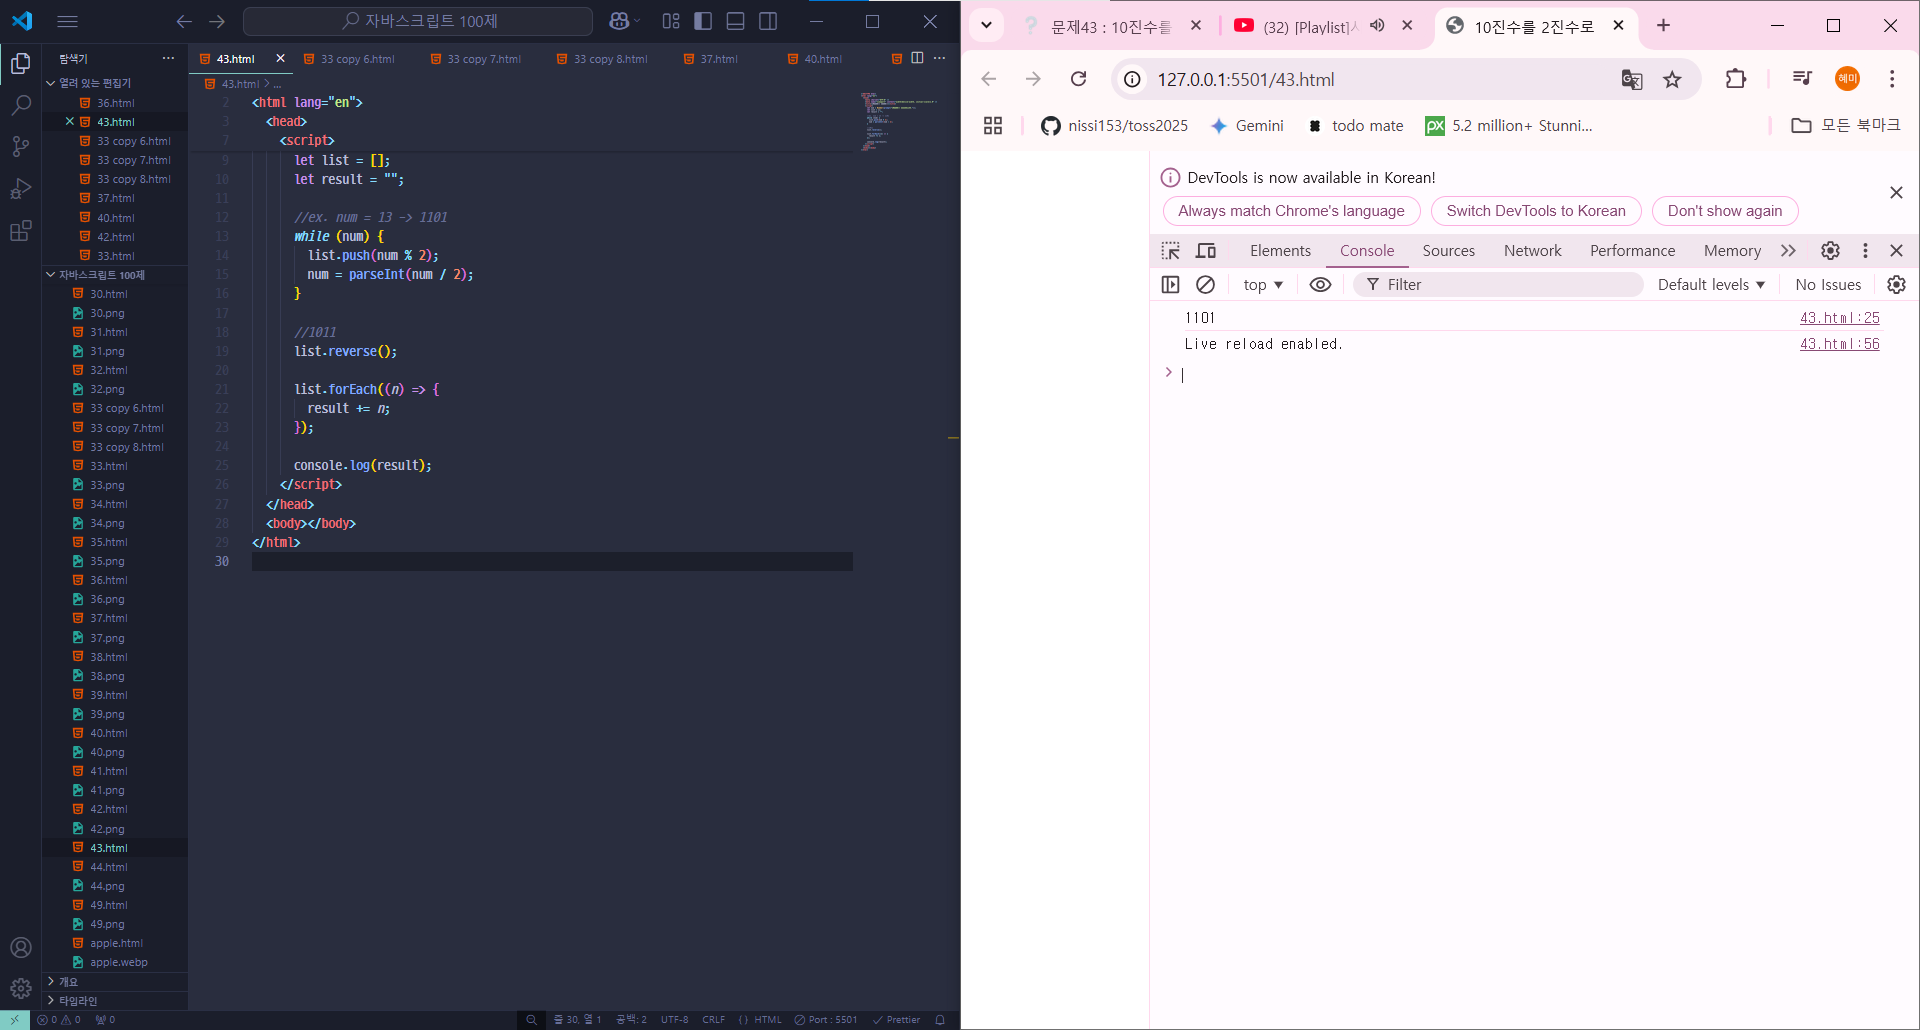 자바스크립트 100제
탐색기
열려 있는 편집기
36.html
43.html
33 copy 6.html
33 copy 7.html
33 copy 8.html
37.html
40.html
42.html
33.html
자바스크립트 100제
30.html
30.png
31.html
31.png
32.html
32.png
33 copy 6.html
33 copy 7.html
33 copy 8.html
33.html
33.png
34.html
34.png
35.html
35.png
36.html
36.png
37.html
37.png
38.html
38.png
39.html
39.png
40.html
40.png
41.html
41.png
42.html
42.png
43.html
44.html
44.png
49.html
49.png
apple.html
apple.webp
개요
타임라인
43.html 33 copy 6.html 33 copy 7.html 33 copy 8.html 37.html 40.html
43.html > ...
2 <html lang="en">
3 <head>
7 <script>
9 let list = [];
10 let result = "";
11
12 //ex. num = 13 -> 1101
13 while (num) {
14 list.push(num % 2);
15 num = parseInt(num / 2);
16 }
17
18 //1011
19 list.reverse();
20
21 list.forEach((n) => {
22 result += n;
23 });
24
25 console.log(result);
26 </script>
27 </head>
28 <body></body>
29 </html>
30
0 0 0 줄 30, 열 1 공백: 2 UTF-8 CRLF {} HTML Port : 5501 Prettier
문제43 : 10진수를 (32) [Playlist] 10진수를 2진수로
127.0.0.1:5501/43.html 혜미
nissi153/toss2025 Gemini todo mate px 5.2 million+ Stunni... 모든 북마크
DevTools is now available in Korean!
Always match Chrome's language Switch DevTools to Korean Don't show again
Elements Console Sources Network Performance Memory
top Filter Default levels No Issues
1101 43.html:25
Live reload enabled. 43.html:56